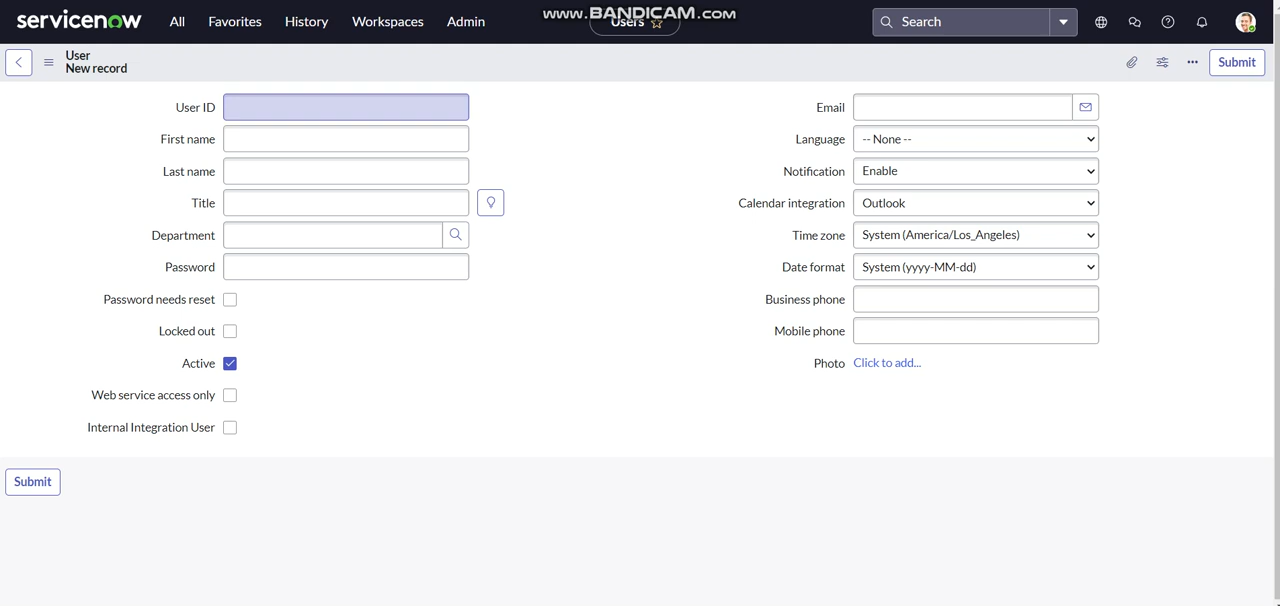 servicenow All Favorites History Workspaces Admin Users Search
www.BANDICAM.com
User
New record
Submit
User ID
First name
Last name
Title
Department
Password
Password needs reset
Locked out
Active
Web service access only
Internal Integration User
Email
Language -- None --
Notification Enable
Calendar integration Outlook
Time zone System (America/Los_Angeles)
Date format System (yyyy-MM-dd)
Business phone
Mobile phone
Photo Click to add...
Submit